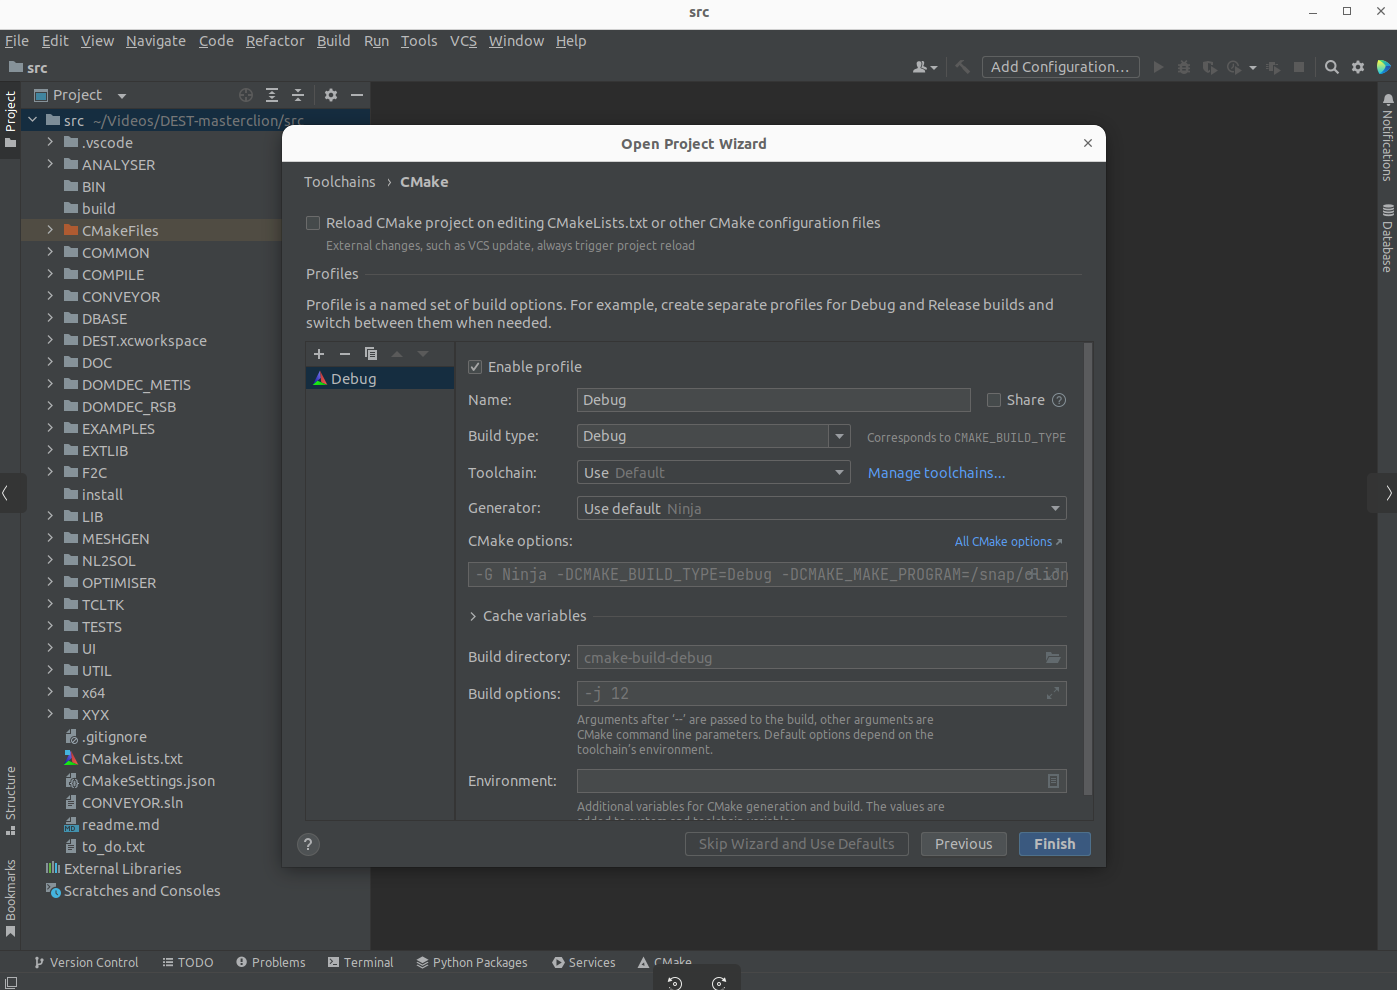 src
File Edit View Navigate Code Refactor Build Run Tools VCS Window Help
src
Add Configuration...
Project
Project
src ~/Videos/DEST-masterclion/src
.vscode
ANALYSER
BIN
build
CMakeFiles
COMMON
COMPILE
CONVEYOR
DBASE
DEST.xcworkspace
DOC
DOMDEC_METIS
DOMDEC_RSB
EXAMPLES
EXTLIB
F2C
install
LIB
MESHGEN
NL2SOL
OPTIMISER
TCLTK
TESTS
UI
UTIL
x64
XYX
.gitignore
CMakeLists.txt
CMakeSettings.json
CONVEYOR.sln
readme.md
to_do.txt
External Libraries
Scratches and Consoles
Structure
Bookmarks
Notifications
Database
Open Project Wizard
Toolchains › CMake
Reload CMake project on editing CMakeLists.txt or other CMake configuration files
External changes, such as VCS update, always trigger project reload
Profiles
Profile is a named set of build options. For example, create separate profiles for Debug and Release builds and
switch between them when needed.
Debug
Enable profile
Name: Debug Share ?
Build type: Debug Corresponds to CMAKE_BUILD_TYPE
Toolchain: Use Default Manage toolchains...
Generator: Use default Ninja
CMake options: All CMake options
-G Ninja -DCMAKE_BUILD_TYPE=Debug -DCMAKE_MAKE_PROGRAM=/snap/clion
Cache variables
Build directory: cmake-build-debug
Build options: -j 12
Arguments after '--' are passed to the build, other arguments are
CMake command line parameters. Default options depend on the
toolchain's environment.
Environment:
Additional variables for CMake generation and build. The values are
added to system and toolchain variables.
? Skip Wizard and Use Defaults Previous Finish
Version Control TODO Problems Terminal Python Packages Services CMake